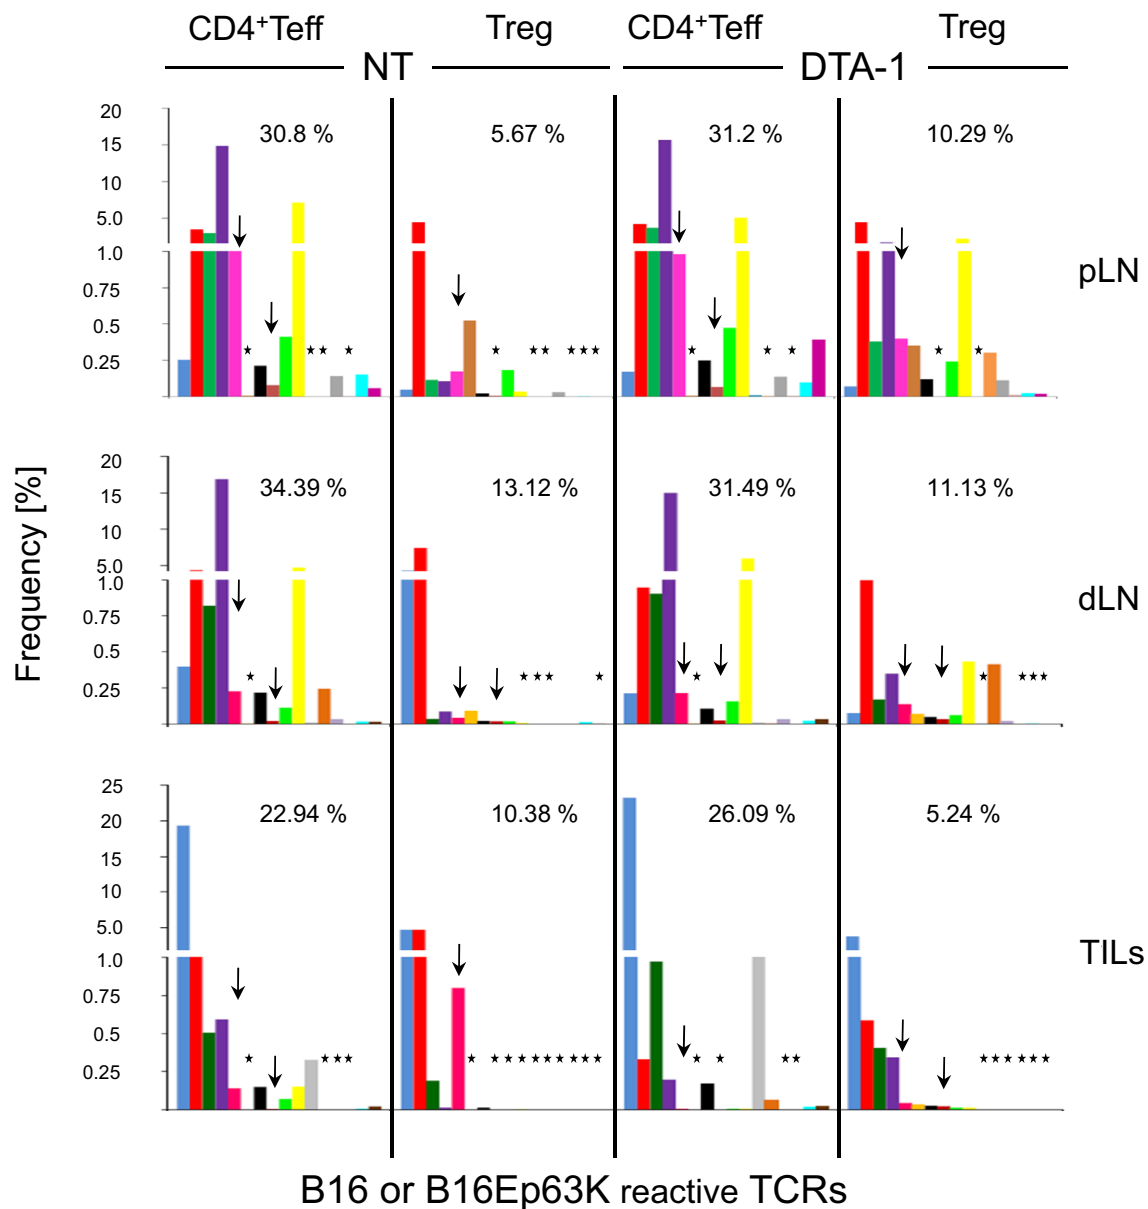 CD4⁺Teff Treg CD4⁺Teff Treg
NT DTA-1
20
15
10
5.0
1.0
0.75
0.5
0.25
30.8 % 5.67 % 31.2 % 10.29 %
pLN
Frequency [%]
20
15
10
5.0
1.0
0.75
0.5
0.25
34.39 % 13.12 % 31.49 % 11.13 %
dLN
25
20
15
10
5.0
1.0
0.75
0.5
0.25
22.94 % 10.38 % 26.09 % 5.24 %
TILs
B16 or B16Ep63K reactive TCRs